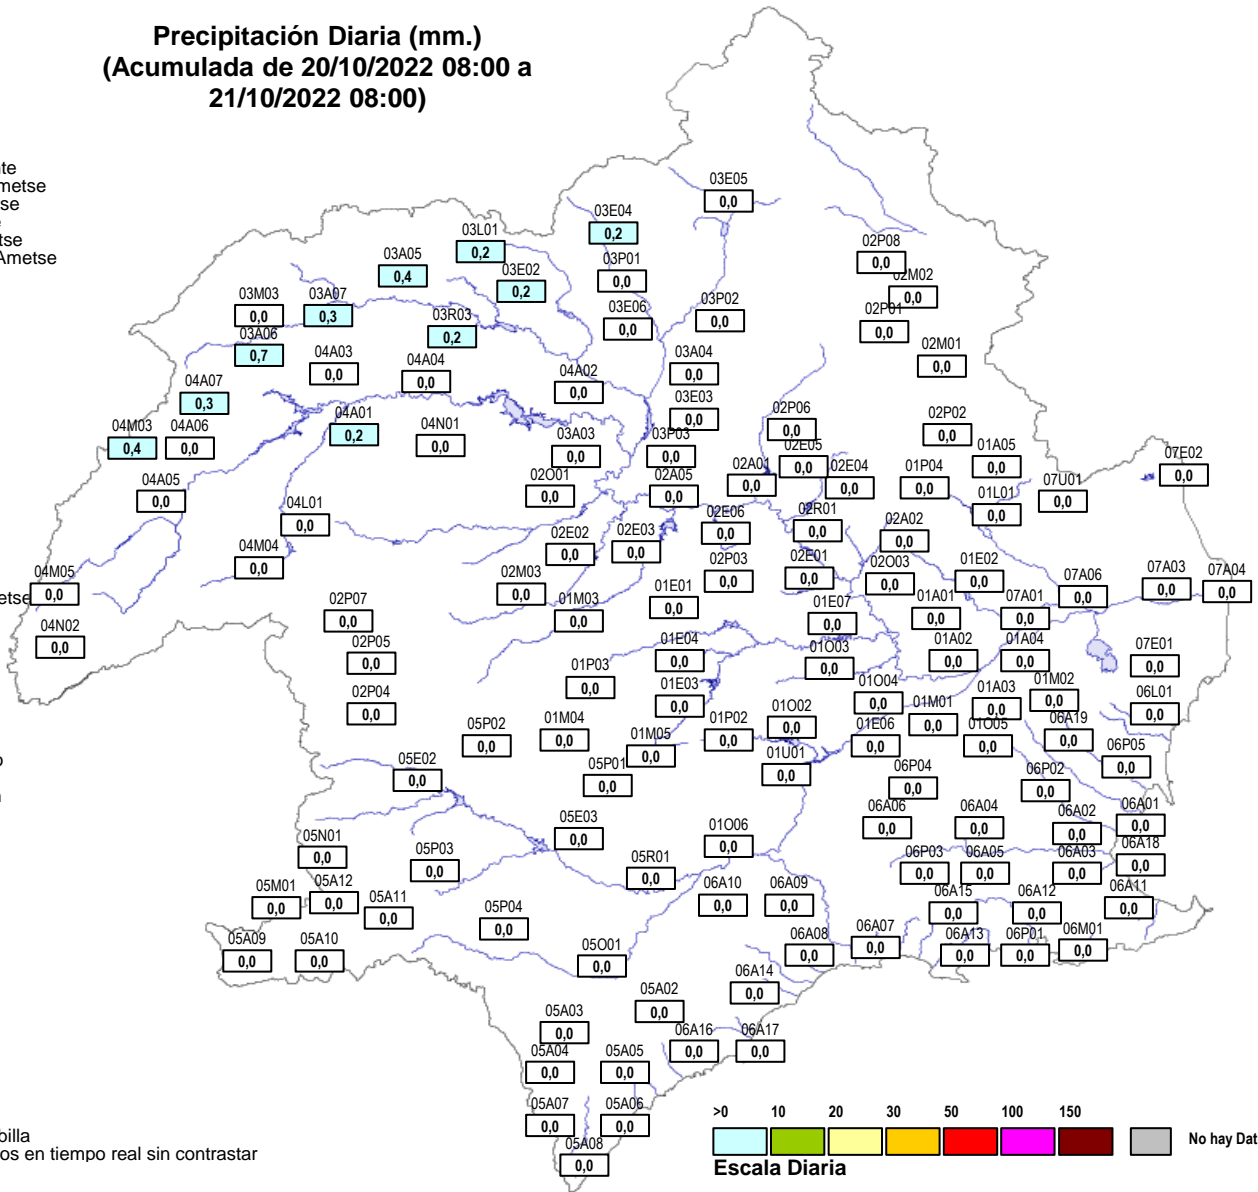 Precipitación Diaria (mm.)
(Acumulada de 20/10/2022 08:00 a
21/10/2022 08:00)
nte
metse
se
e
tse
Ametse
etse
o
n
billa
os en tiempo real sin contrastar
03E05
0,0
03E04
0,2
03L01
0,2
03A05
0,4
03P01
0,0
03E02
0,2
02P08
0,0
02M02
0,0
03M03
0,0
03A07
0,3
03R03
0,2
03E06
0,0
03P02
0,0
02P01
0,0
03A06
0,7
04A03
0,0
04A04
0,0
04A02
0,0
03A04
0,0
02M01
0,0
04A07
0,3
03E03
0,0
04M03
0,4
04A06
0,0
04A01
0,2
04N01
0,0
03A03
0,0
03P03
0,0
02P06
0,0
02P02
0,0
02E05
0,0
01A05
0,0
07E02
0,0
04A05
0,0
02O01
0,0
02A05
0,0
02A01
0,0
02E04
0,0
01P04
0,0
07U01
0,0
01L01
0,0
04L01
0,0
02E06
0,0
02R01
0,0
02A02
0,0
04M04
0,0
02E02
0,0
02E03
0,0
04M05
0,0
02M03
0,0
02P03
0,0
02E01
0,0
02O03
0,0
01E02
0,0
07A06
0,0
07A03
0,0
07A04
0,0
02P07
0,0
01M03
0,0
01E01
0,0
01E07
0,0
01A01
0,0
07A01
0,0
04N02
0,0
02P05
0,0
01E04
0,0
01O03
0,0
01A02
0,0
01A04
0,0
07E01
0,0
01P03
0,0
01E03
0,0
01O04
0,0
01A03
0,0
01M02
0,0
06L01
0,0
02P04
0,0
05P02
0,0
01M04
0,0
01M05
0,0
01P02
0,0
01O02
0,0
01E06
0,0
01M01
0,0
01O05
0,0
06A19
0,0
06P05
0,0
05E02
0,0
05P01
0,0
01U01
0,0
06P04
0,0
06P02
0,0
05E03
0,0
01O06
0,0
06A06
0,0
06A04
0,0
06A02
0,0
06A01
0,0
05N01
0,0
05P03
0,0
05R01
0,0
06P03
0,0
06A05
0,0
06A03
0,0
06A18
0,0
05M01
0,0
05A12
0,0
05A11
0,0
06A10
0,0
06A09
0,0
06A15
0,0
06A12
0,0
06A11
0,0
05P04
0,0
05A09
0,0
05A10
0,0
05O01
0,0
06A08
0,0
06A07
0,0
06A13
0,0
06P01
0,0
06M01
0,0
06A14
0,0
05A02
0,0
05A03
0,0
06A16
0,0
06A17
0,0
05A04
0,0
05A05
0,0
05A07
0,0
05A06
0,0
05A08
0,0
>0 10 20 30 50 100 150
No hay Dat
Escala Diaria